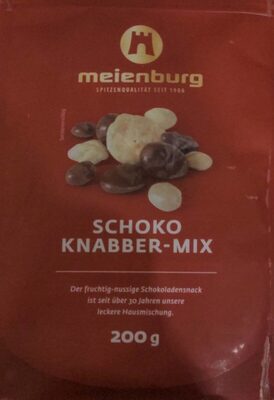 meienburg
SPITZENQUALITÄT SEIT 1906
SCHOKO
KNABBER-MIX
Der fruchtig-nussige Schokoladensnack
ist seit über 30 Jahren unsere
leckere Hausmischung.
200 g